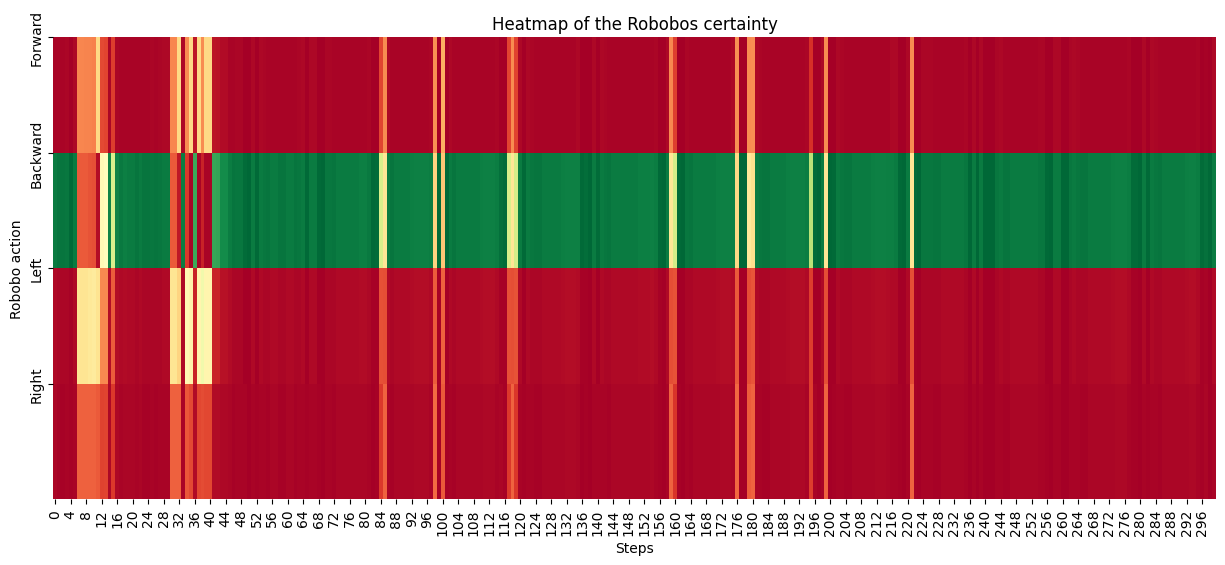 Heatmap of the Robobos certainty
Robobo action
Forward
Backward
Left
Right
0 4 8 12 16 20 24 28 32 36 40 44 48 52 56 60 64 68 72 76 80 84 88 92 96 100 104 108 112 116 120 124 128 132 136 140 144 148 152 156 160 164 168 172 176 180 184 188 192 196 200 204 208 212 216 220 224 228 232 236 240 244 248 252 256 260 264 268 272 276 280 284 288 292 296
Steps